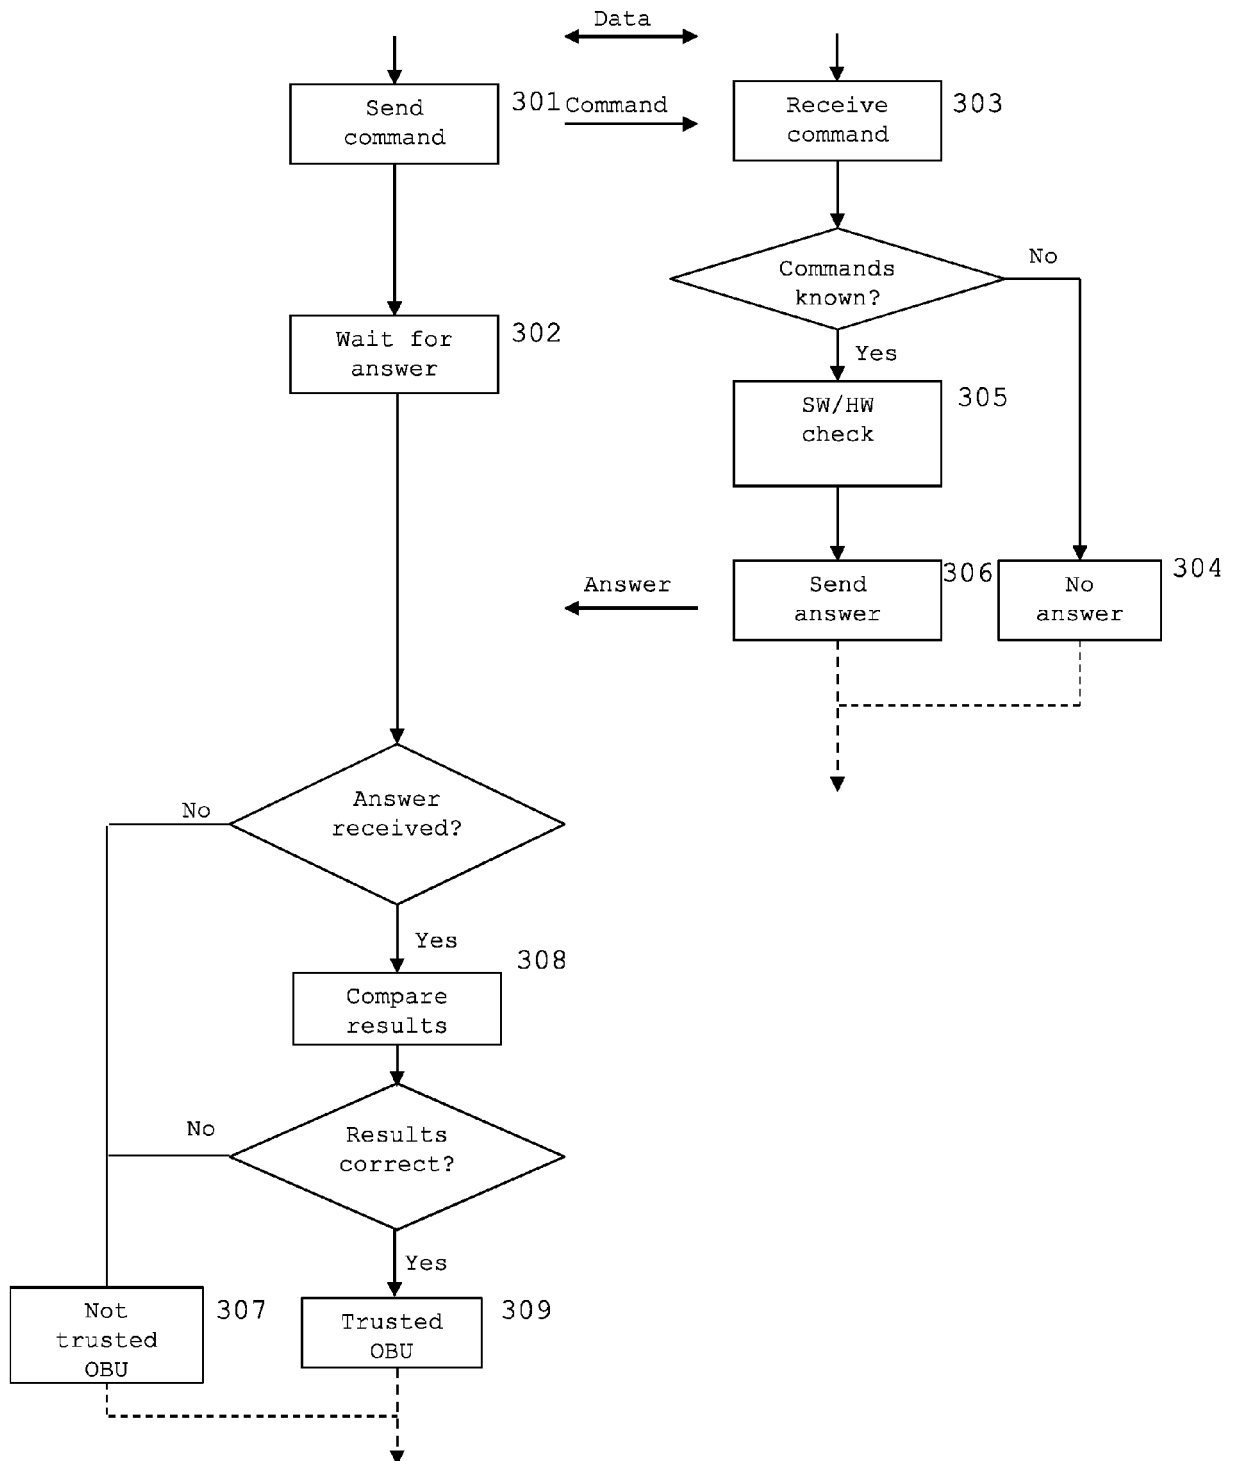 Data
Send
command
301
Command
Receive
command
303
Commands
known?
No
Yes
Wait for
answer
302
SW/HW
check
305
Answer
Send
answer
306
No
answer
304
Answer
received?
No
Yes
Compare
results
308
Results
correct?
No
Yes
Not
trusted
OBU
307
Trusted
OBU
309